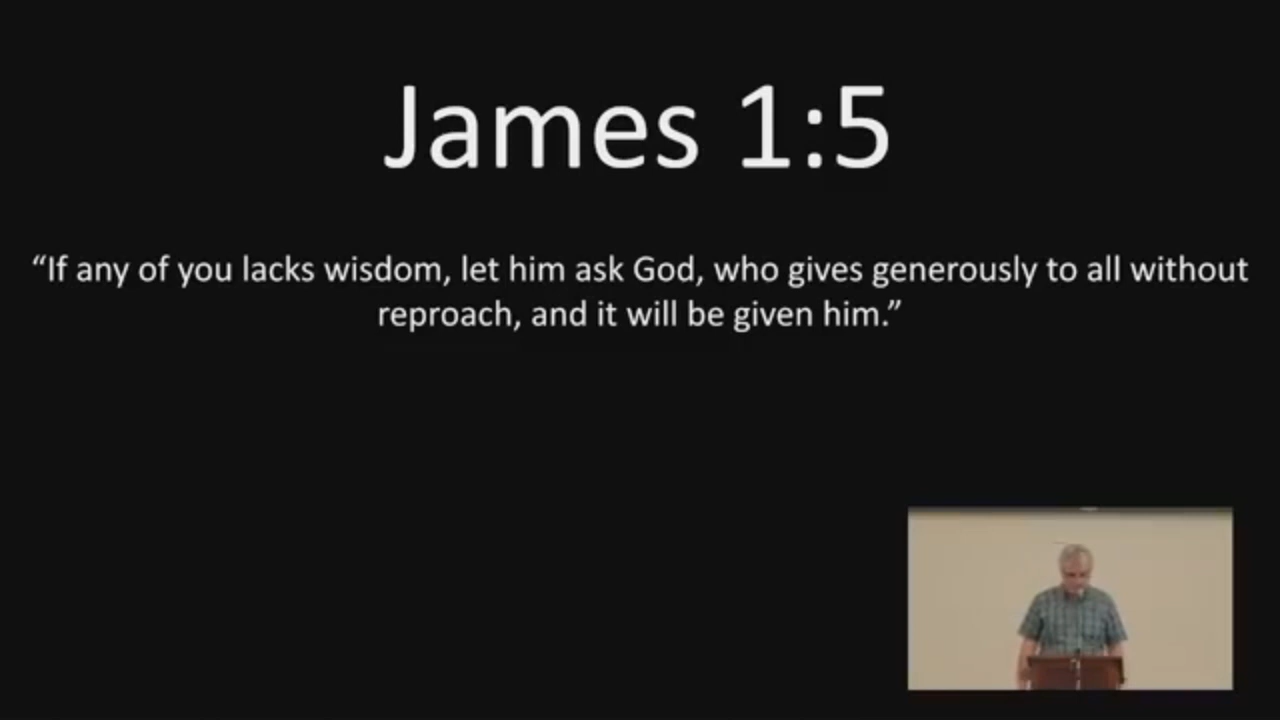 James 1:5
“If any of you lacks wisdom, let him ask God, who gives generously to all without
reproach, and it will be given him.”